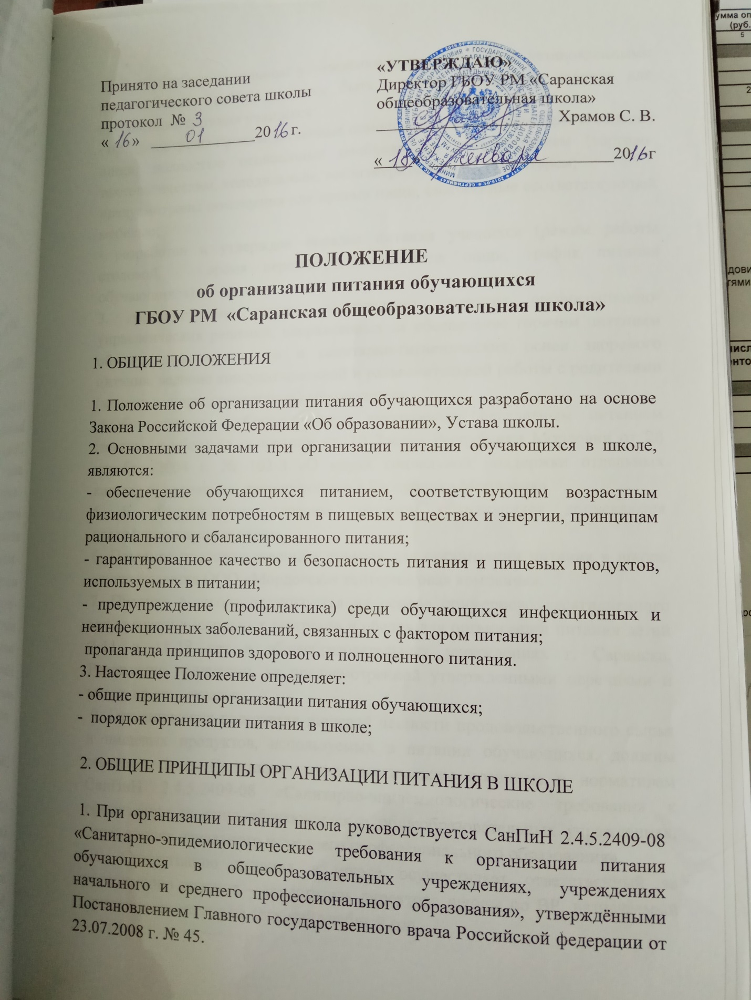 Принято на заседании
педагогического совета школы
протокол № 3
« 16» 01 2016 г.
«УТВЕРЖДАЮ»
Директор ГБОУ РМ «Саранская
общеобразовательная школа»
Храмов С. В.
« 18» января 2016г
ПОЛОЖЕНИЕ
об организации питания обучающихся
ГБОУ РМ «Саранская общеобразовательная школа»
1. ОБЩИЕ ПОЛОЖЕНИЯ
1. Положение об организации питания обучающихся разработано на основе
Закона Российской Федерации «Об образовании», Устава школы.
2. Основными задачами при организации питания обучающихся в школе,
являются:
- обеспечение обучающихся питанием, соответствующим возрастным
физиологическим потребностям в пищевых веществах и энергии, принципам
рационального и сбалансированного питания;
- гарантированное качество и безопасность питания и пищевых продуктов,
используемых в питании;
- предупреждение (профилактика) среди обучающихся инфекционных и
неинфекционных заболеваний, связанных с фактором питания;
пропаганда принципов здорового и полноценного питания.
3. Настоящее Положение определяет:
- общие принципы организации питания обучающихся;
- порядок организации питания в школе;
2. ОБЩИЕ ПРИНЦИПЫ ОРГАНИЗАЦИИ ПИТАНИЯ В ШКОЛЕ
1. При организации питания школа руководствуется СанПиН 2.4.5.2409-08
«Санитарно-эпидемиологические требования к организации питания
обучающихся в общеобразовательных учреждениях, учреждениях
начального и среднего профессионального образования», утверждёнными
Постановлением Главного государственного врача Российской федерации от
23.07.2008 г. № 45.
(руб.
5
2